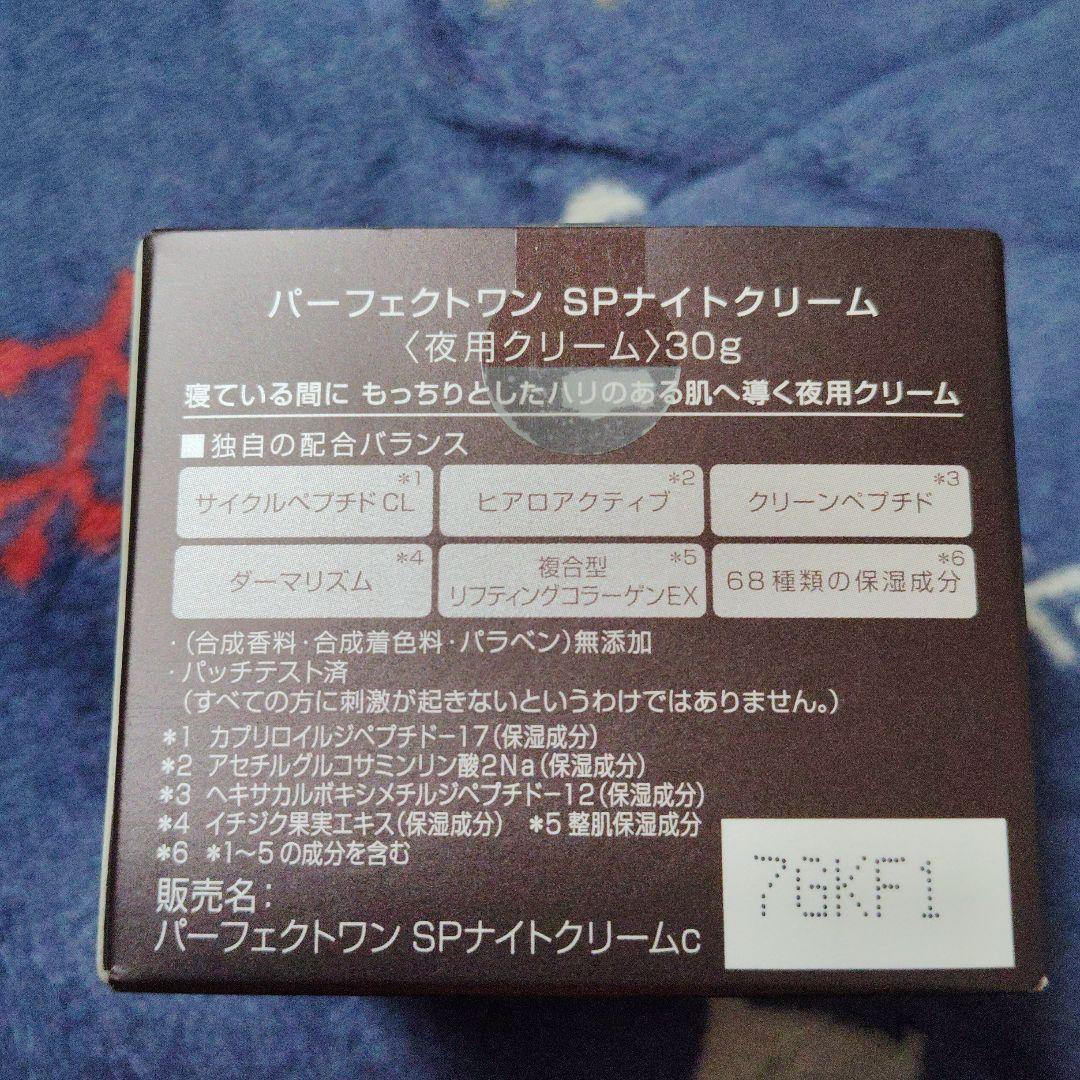 パーフェクトワン SPナイトクリーム
〈夜用クリーム〉30g
寝ている間に もっちりとしたハリのある肌へ導く夜用クリーム
■独自の配合バランス
サイクルペプチドCL*1 ヒアロアクティブ*2 クリーンペプチド*3
ダーマリズム*4 複合型リフティングコラーゲンEX*5 68種類の保湿成分*6
・(合成香料・合成着色料・パラベン)無添加
・パッチテスト済
(すべての方に刺激が起きないというわけではありません。)
*1 カプリロイルジペプチド-17(保湿成分)
*2 アセチルグルコサミンリン酸2Na(保湿成分)
*3 ヘキサカルボキシメチルジペプチド-12(保湿成分)
*4 イチジク果実エキス(保湿成分) *5 整肌保湿成分
*6 *1~5の成分を含む
販売名:
パーフェクトワン SPナイトクリームc
7GKF1